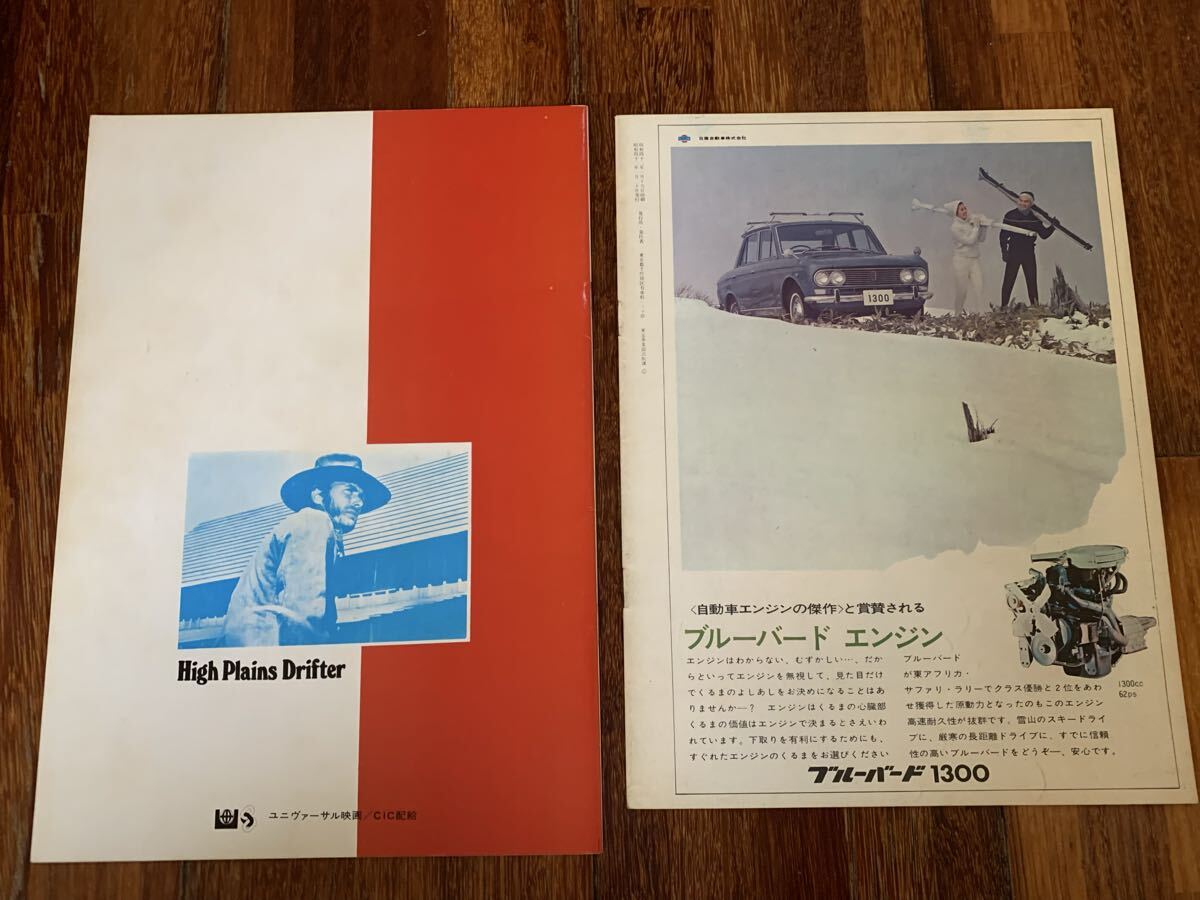 High Plains Drifter
ユニヴァーサル映画/CIC配給
日産自動車株式会社
1300
〈自動車エンジンの傑作〉と賞賛される
ブルーバード エンジン
エンジンはわからない、むずかしい…、だか
らといってエンジンを無視して、見た目だけ
でくるまのよしあしをお決めになることはあ
りませんか―? エンジンはくるまの心臓部
くるまの価値はエンジンで決まるとさえいわ
れています。下取りを有利にするためにも、
すぐれたエンジンのくるまをお選びください
ブルーバード
が東アフリカ・
サファリ・ラリーでクラス優勝と2位をあわ
せ獲得した原動力となったのもこのエンジン
高速耐久性が抜群です。雪山のスキードライ
ブに、厳寒の長距離ドライブに、すでに信頼
性の高いブルーバードをどうぞ―、安心です。
1300cc
62ps
ブルーバード 1300